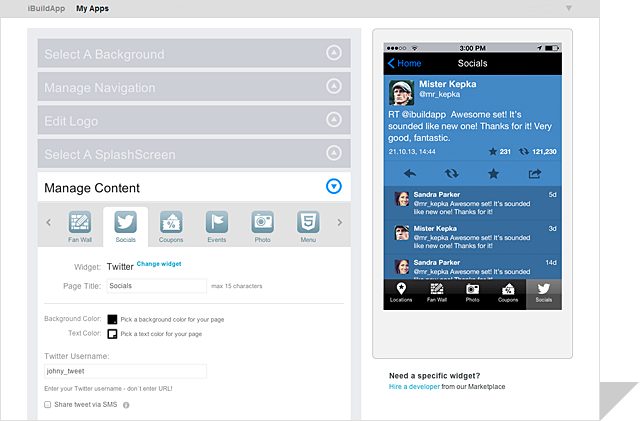 iBuildApp My Apps
Select A Background
Manage Navigation
Edit Logo
Select A SplashScreen
Manage Content
Fan Wall Socials Coupons Events Photo Menu
Widget: Twitter Change widget
Page Title: Socials max 15 characters
Background Color: Pick a background color for your page
Text Color: Pick a text color for your page
Twitter Username:
johny_tweet
Enter your Twitter username - don`t enter URL!
Share tweet via SMS
3:00 PM
Home Socials
Mister Kepka
@mr_kepka
RT @ibuildapp Awesome set! It's
sounded like new one! Thanks for it! Very
good, fantastic.
21.10.13, 14:44 231 121,230
Sandra Parker 5d
@mr_kepka Awesome set! It's sounded
like new one! Thanks for it!
Mister Kepka 3d
@mr_kepka Awesome set! It's sounded
like new one! Thanks for it!
Sandra Parker 14d
@mr_kepka Awesome set! It's sounded
like new one! Thanks for it!
Locations Fan Wall Photo Coupons Socials
Need a specific widget?
Hire a developer from our Marketplace